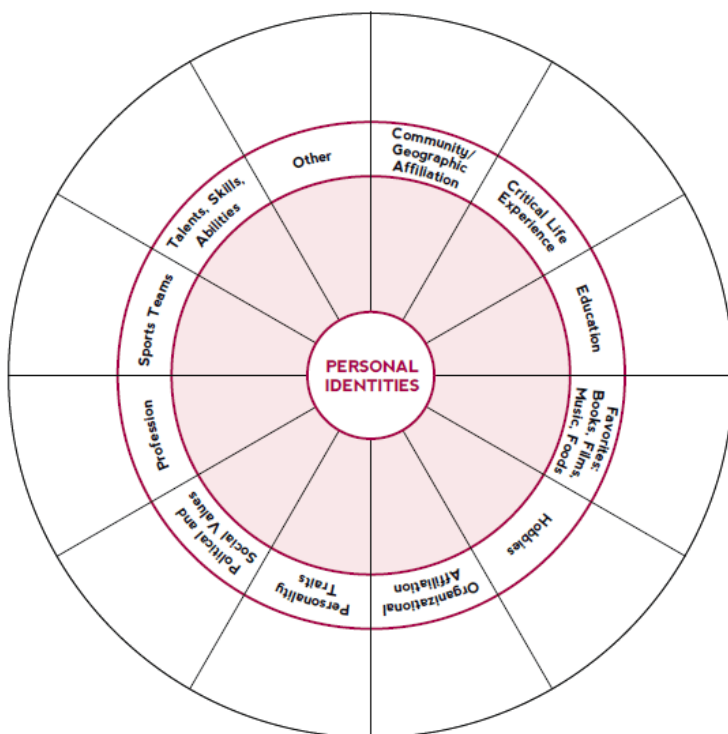 PERSONAL
IDENTITIES
Community/
Geographic
Affiliation
Critical Life
Experience
Education
Favorites:
Books, Films,
Music, Foods
Hobbies
Organizational
Affiliation
Personality
Traits
Political and
Social Values
Profession
Sports Teams
Talents, Skills,
Abilities
Other